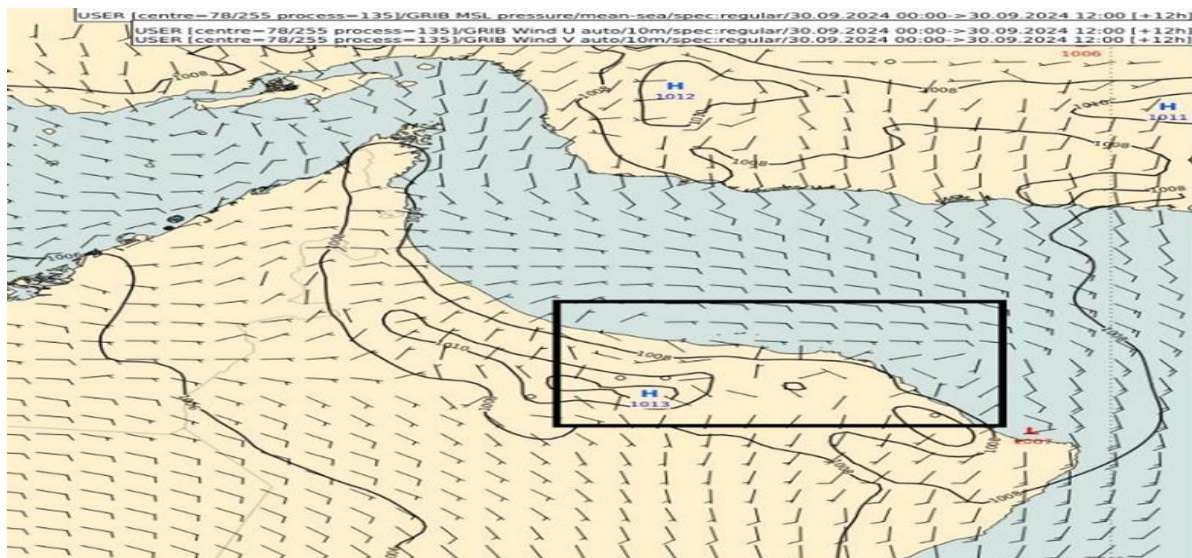 USER [centre=78/255 process=135]/GRIB MSL pressure/mean-sea/spec:regular/30.09.2024 00:00->30.09.2024 12:00 [+12h]
USER [centre=78/255 process=135]/GRIB Wind U auto/10m/spec:regular/30.09.2024 00:00->30.09.2024 12:00 [+12h]
USER [centre=78/255 process=135]/GRIB Wind V auto/10m/spec:regular/30.09.2024 00:00->30.09.2024 12:00 [+12h]
1006
1008
H
1012
1008
1008
H
1011
1010
1008
1008
1008
1010
1008
H
1013
L
1007
1008
1008
1008